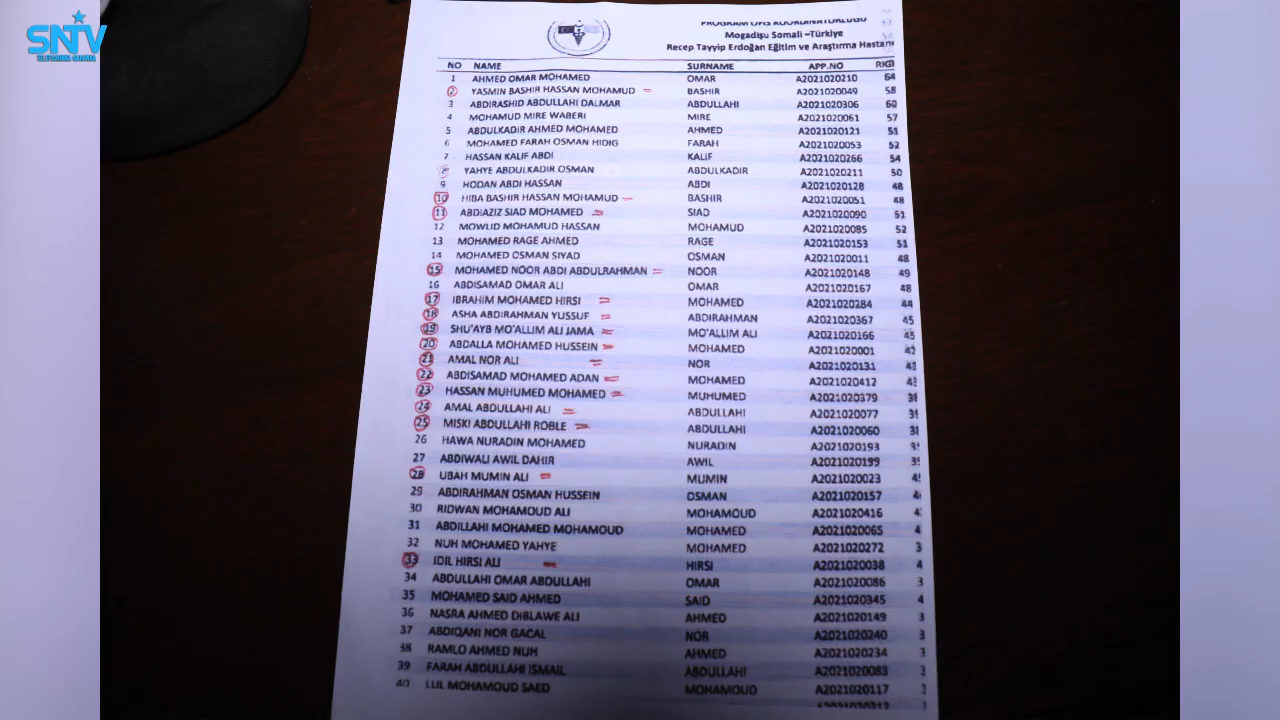 SNTV
PROGRAM OFİS KOORDİNATÖRLÜĞÜ
Mogadişu Somali –Türkiye
Recep Tayyip Erdoğan Eğitim ve Araştırma Hastani
NO NAME SURNAME APP.NO RIGI
1 AHMED OMAR MOHAMED OMAR A2021020210 64
2 YASMIN BASHIR HASSAN MOHAMUD BASHIR A2021020049 58
3 ABDIRASHID ABDULLAHI DALMAR ABDULLAHI A2021020306 60
4 MOHAMUD MIRE WABERI MIRE A2021020061 57
5 ABDULKADIR AHMED MOHAMED AHMED A2021020121 51
6 MOHAMED FARAH OSMAN HIDIG FARAH A2021020053 52
7 HASSAN KALIF ABDI KALIF A2021020266 54
8 YAHYE ABDULKADIR OSMAN ABDULKADIR A2021020211 50
9 HODAN ABDI HASSAN ABDI A2021020128 48
10 HIBA BASHIR HASSAN MOHAMUD BASHIR A2021020051 48
11 ABDIAZIZ SIAD MOHAMED SIAD A2021020090 51
12 MOWLID MOHAMUD HASSAN MOHAMUD A2021020085 52
13 MOHAMED RAGE AHMED RAGE A2021020153 51
14 MOHAMED OSMAN SIYAD OSMAN A2021020011 48
15 MOHAMED NOOR ABDI ABDULRAHMAN NOOR A2021020148 49
16 ABDISAMAD OMAR ALI OMAR A2021020167 48
17 IBRAHIM MOHAMED HIRSI MOHAMED A2021020284 44
18 ASHA ABDIRAHMAN YUSSUF ABDIRAHMAN A2021020367 45
19 SHU'AYB MO'ALLIM ALI JAMA MO'ALLIM ALI A2021020166 45
20 ABDALLA MOHAMED HUSSEIN MOHAMED A2021020001
21 AMAL NOR ALI NOR A2021020131
22 ABDISAMAD MOHAMED ADAN MOHAMED A2021020412
23 HASSAN MUHUMED MOHAMED MUHUMED A2021020379
24 AMAL ABDULLAHI ALI ABDULLAHI A2021020077
25 MISKI ABDULLAHI ROBLE ABDULLAHI A2021020060
26 HAWA NURADIN MOHAMED NURADIN A2021020193
27 ABDIWALI AWIL DAHIR AWIL A2021020199
28 UBAH MUMIN ALI MUMIN A2021020023
29 ABDIRAHMAN OSMAN HUSSEIN OSMAN A2021020157
30 RIDWAN MOHAMOUD ALI MOHAMOUD A2021020416
31 ABDILLAHI MOHAMED MOHAMOUD MOHAMED A2021020065 4
32 NUH MOHAMED YAHYE MOHAMED A2021020272 3
33 IDIL HIRSI ALI HIRSI A2021020038 4
34 ABDULLAHI OMAR ABDULLAHI OMAR A2021020086 3
35 MOHAMED SAID AHMED SAID A2021020345 4
36 NASRA AHMED DIBLAWE ALI AHMED A2021020149 3
37 ABDIQANI NOR GACAL NOR A2021020240 3
38 RAMLO AHMED NUH AHMED A2021020234 3
39 FARAH ABDULLAHI ISMAIL ABDULLAHI A2021020083 3
40 LUL MOHAMOUD SAED MOHAMOUD A2021020117